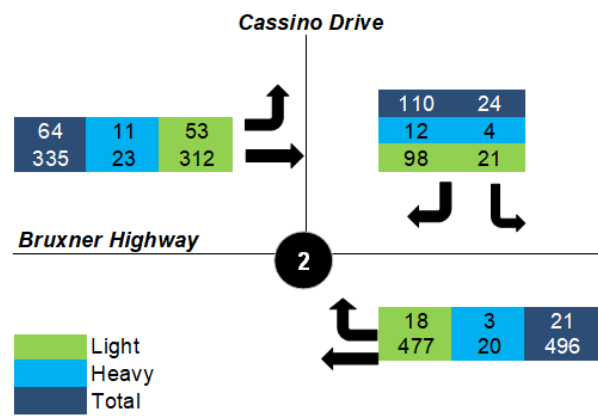 Cassino Drive
64 11 53
335 23 312
110 24
12 4
98 21
Bruxner Highway
2
18 3 21
477 20 496
Light
Heavy
Total